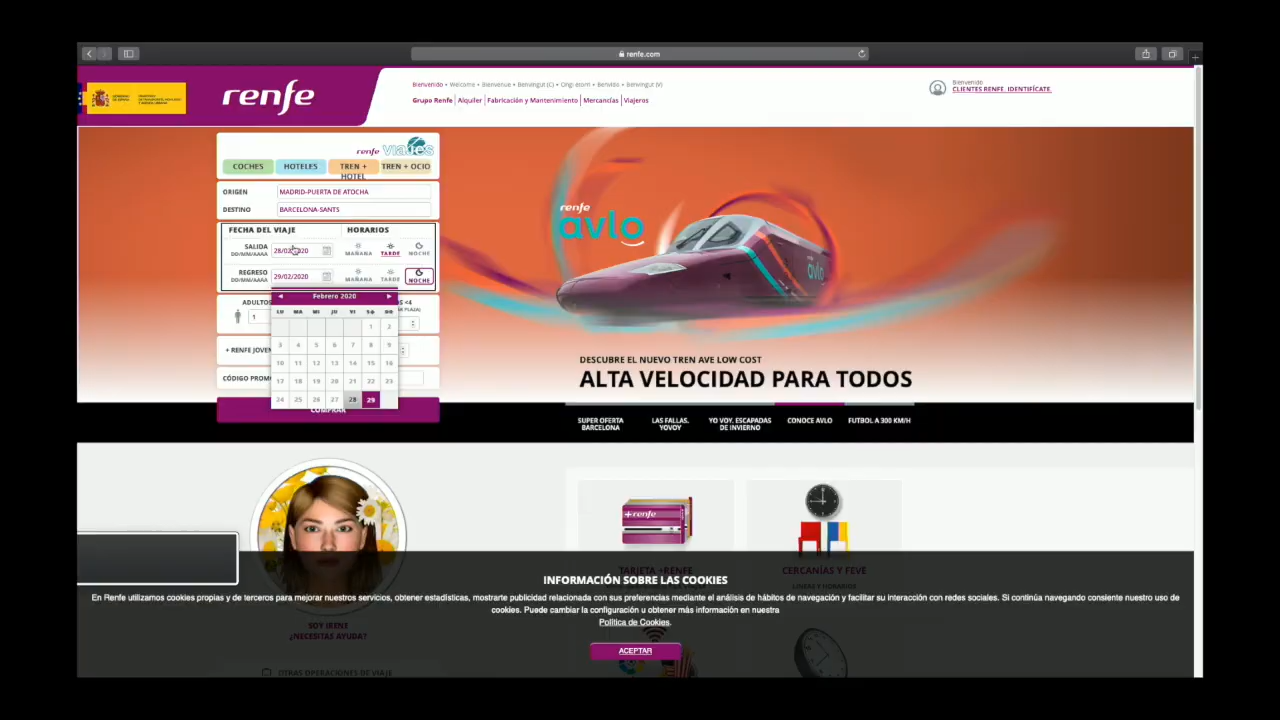 renfe.com
renfe
Bienvenido • Welcome • Bienvenue • Benvingut (C) • Ongi etorri • Benvido • Benvingut (V)
Grupo Renfe | Alquiler | Fabricación y Mantenimiento | Mercancías | Viajeros
Bienvenido
CLIENTES RENFE. IDENTIFÍCATE.
renfe viajes
COCHES HOTELES TREN + HOTEL TREN + OCIO
ORIGEN MADRID-PUERTA DE ATOCHA
DESTINO BARCELONA-SANTS
FECHA DEL VIAJE HORARIOS
SALIDA
DD/MM/AAAA 28/02/2020 MAÑANA TARDE NOCHE
REGRESO
DD/MM/AAAA 29/02/2020 MAÑANA TARDE NOCHE
Febrero 2020
LU MA MI JU VI SÁ DO
1 2
3 4 5 6 7 8 9
10 11 12 13 14 15 16
17 18 19 20 21 22 23
24 25 26 27 28 29
ADULTOS
1
<4
+ RENFE JOVEN
CÓDIGO PROMO
COMPRAR
renfe
avlo
avlo
DESCUBRE EL NUEVO TREN AVE LOW COST
ALTA VELOCIDAD PARA TODOS
SUPER OFERTA BARCELONA
LAS FALLAS. YOVOY
YO VOY. ESCAPADAS DE INVIERNO
CONOCE AVLO
FUTBOL A 300 KM/H
+renfe
TARJETA +RENFE
CERCANÍAS Y FEVE
LÍNEAS Y HORARIOS
SOY IRENE
¿NECESITAS AYUDA?
OTRAS OPERACIONES DE VIAJE
INFORMACIÓN SOBRE LAS COOKIES
En Renfe utilizamos cookies propias y de terceros para mejorar nuestros servicios, obtener estadísticas, mostrarte publicidad relacionada con sus preferencias mediante el análisis de hábitos de navegación y facilitar su interacción con redes sociales. Si continúa navegando consiente nuestro uso de
cookies. Puede cambiar la configuración u obtener más información en nuestra
Política de Cookies.
ACEPTAR